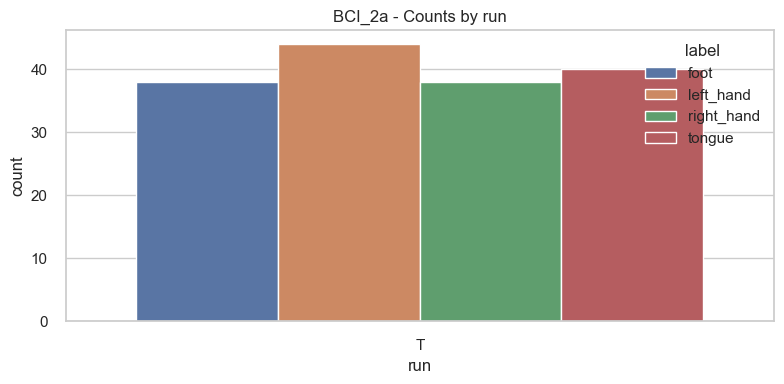 BCI_2a - Counts by run
label
foot
left_hand
right_hand
tongue
count
40
30
20
10
0
T
run